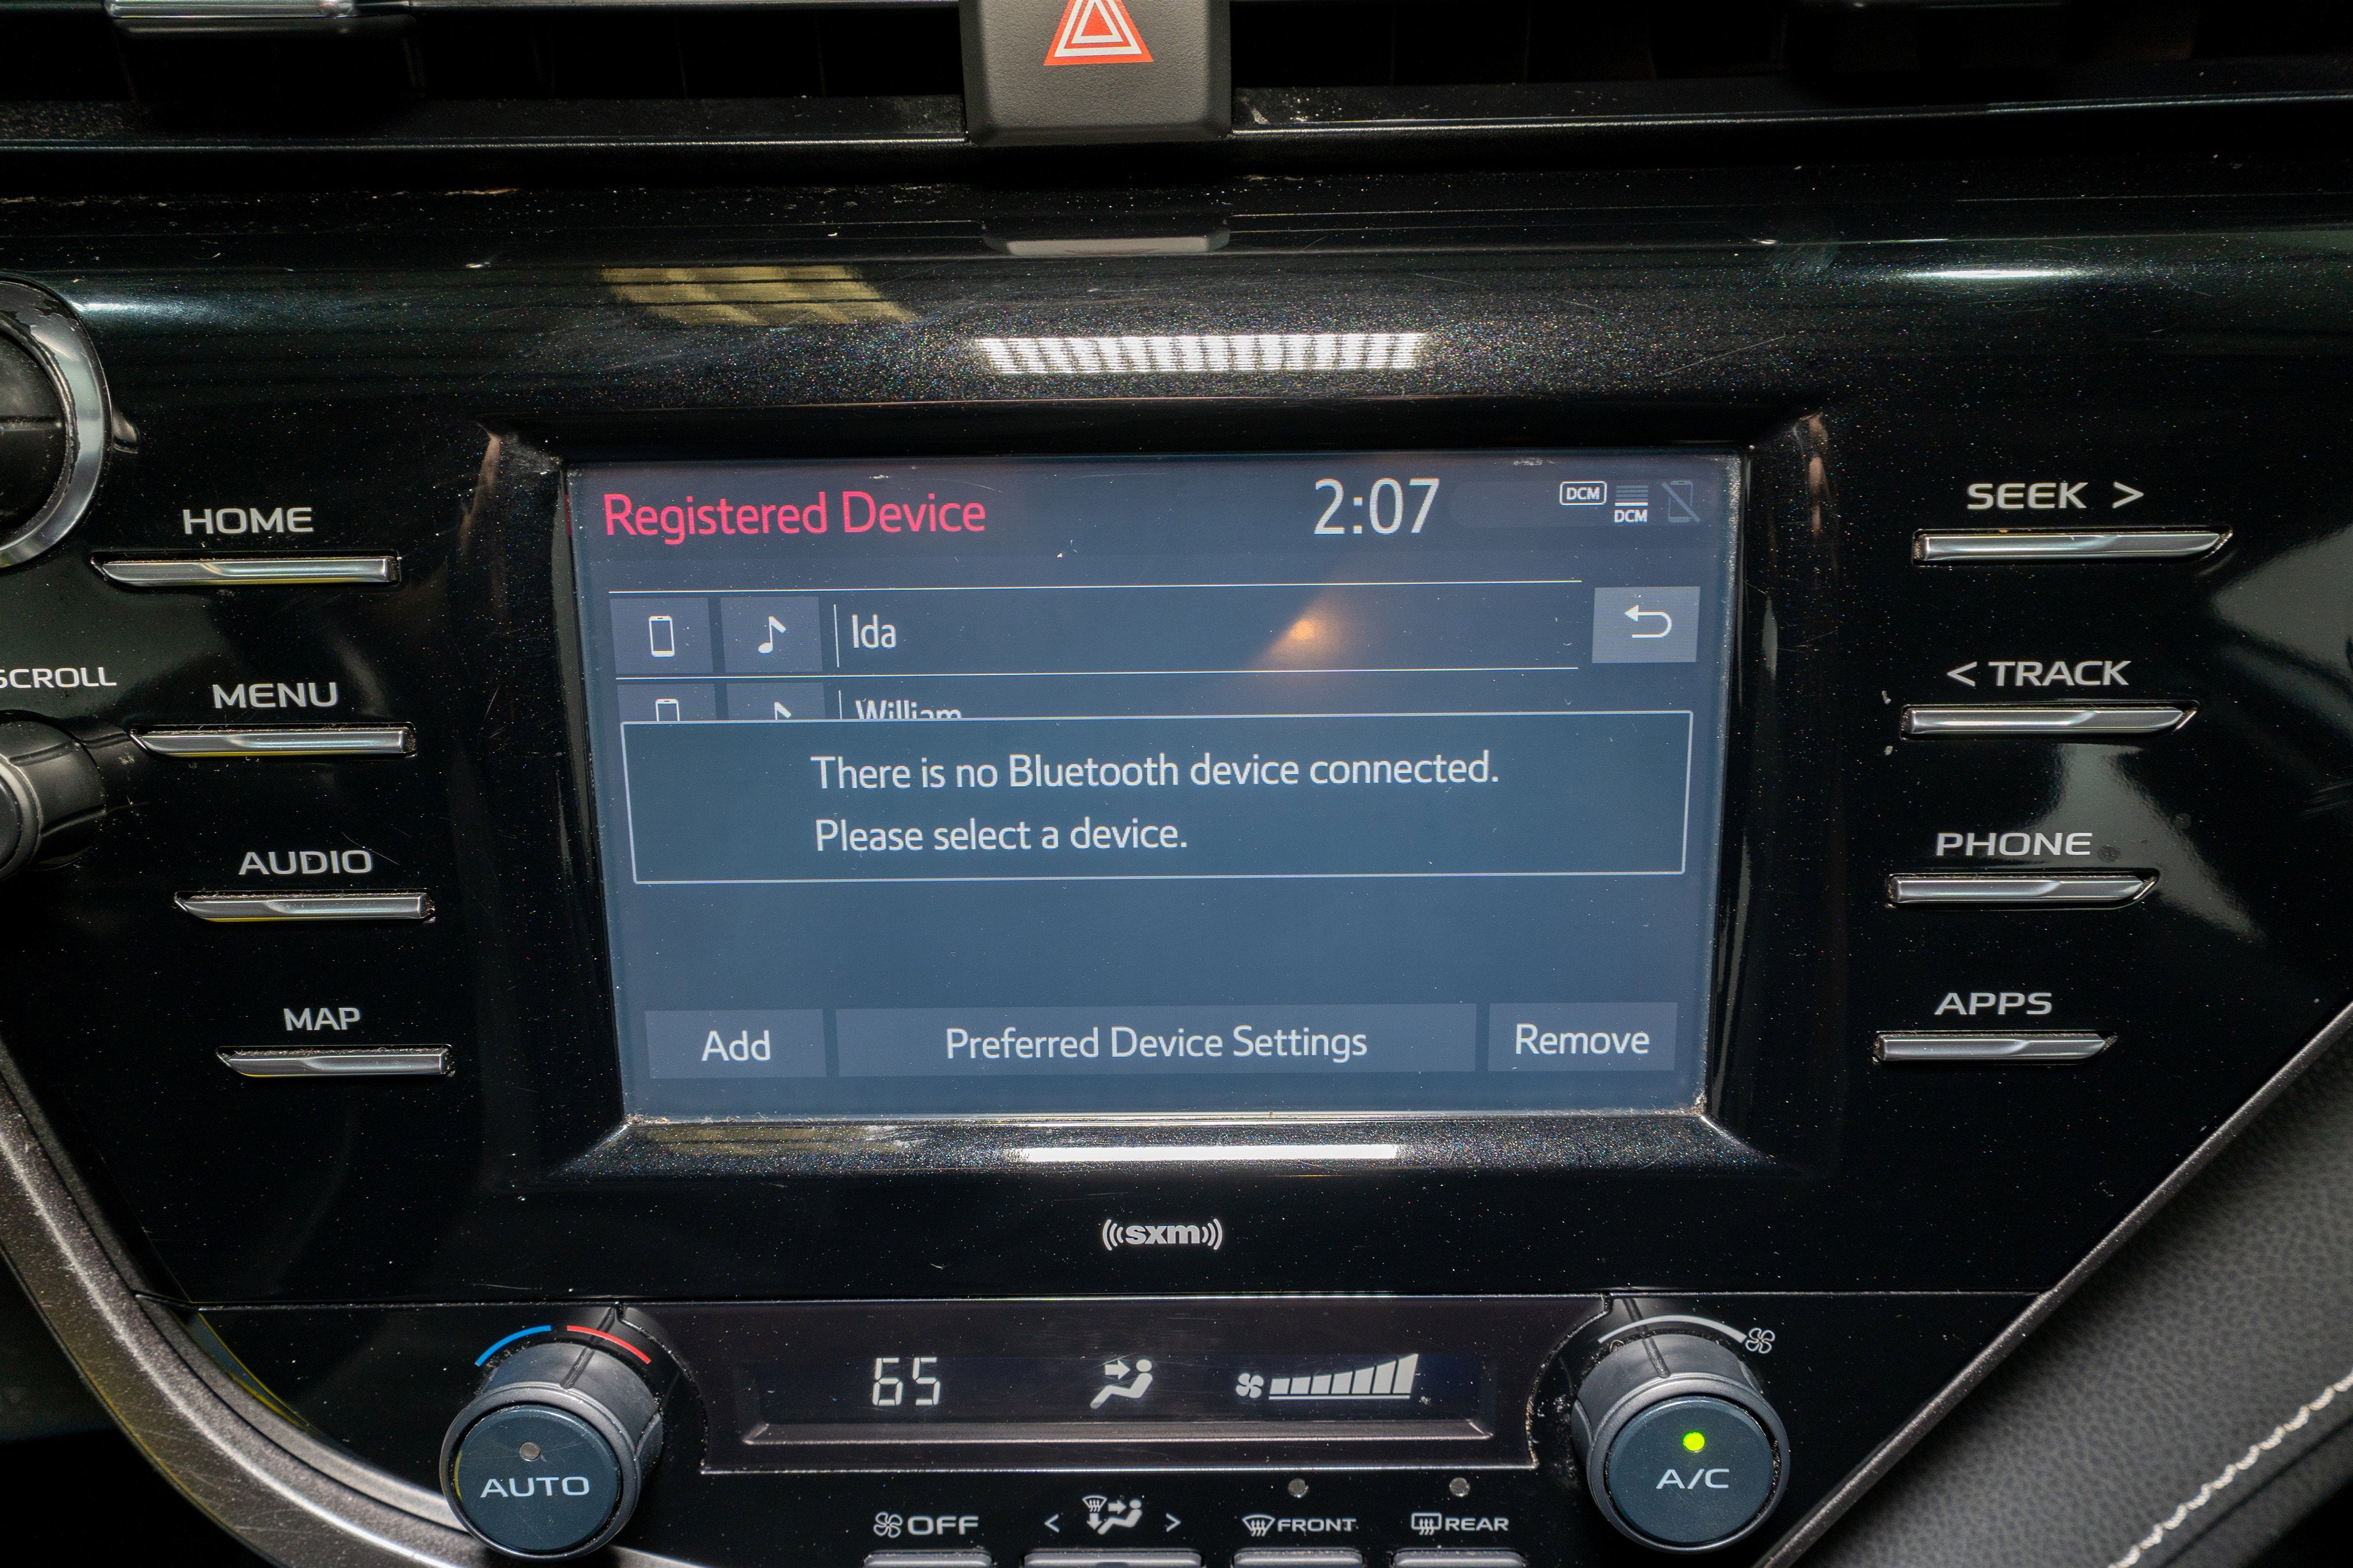 Registered Device 2:07 DCM
DCM
HOME
SEEK >
Ida
SCROLL
MENU
< TRACK
William
There is no Bluetooth device connected.
Please select a device.
AUDIO
PHONE
MAP
APPS
Add Preferred Device Settings Remove
sxm
65
AUTO
A/C
OFF < > FRONT REAR